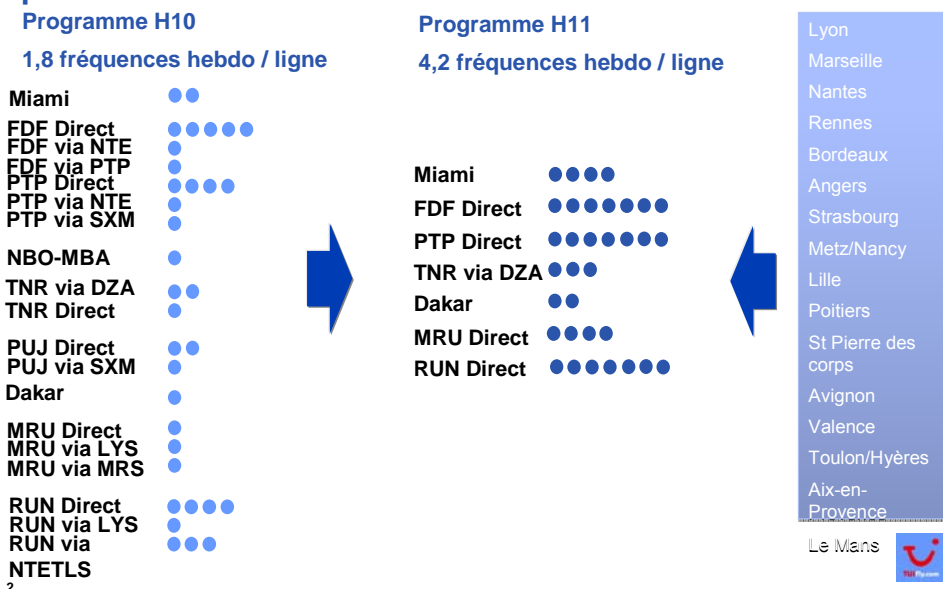 Programme H10
1,8 fréquences hebdo / ligne
Miami
FDF Direct
FDF via NTE
FDF via PTP
PTP Direct
PTP via NTE
PTP via SXM
NBO-MBA
TNR via DZA
TNR Direct
PUJ Direct
PUJ via SXM
Dakar
MRU Direct
MRU via LYS
MRU via MRS
RUN Direct
RUN via LYS
RUN via
NTETLS
2
Programme H11
4,2 fréquences hebdo / ligne
Miami
FDF Direct
PTP Direct
TNR via DZA
Dakar
MRU Direct
RUN Direct
Lyon
Marseille
Nantes
Rennes
Bordeaux
Angers
Strasbourg
Metz/Nancy
Lille
Poitiers
St Pierre des
corps
Avignon
Valence
Toulon/Hyères
Aix-en-
Provence
Le Mans
TUIfly.com